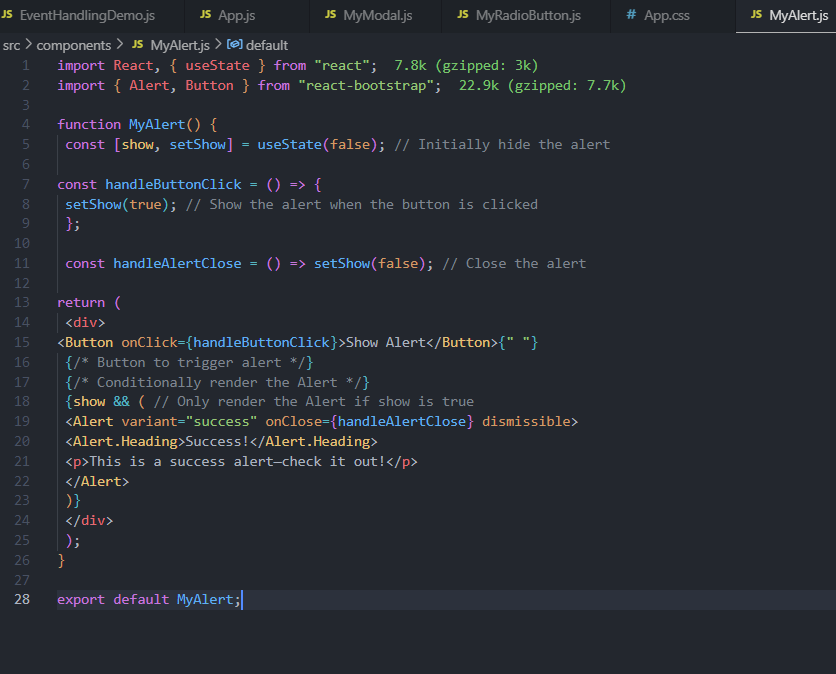 JS EventHandlingDemo.js JS App.js JS MyModal.js JS MyRadioButton.js # App.css JS MyAlert.js
src > components > JS MyAlert.js > default
1 import React, { useState } from "react"; 7.8k (gzipped: 3k)
2 import { Alert, Button } from "react-bootstrap"; 22.9k (gzipped: 7.7k)
3
4 function MyAlert() {
5 const [show, setShow] = useState(false); // Initially hide the alert
6
7 const handleButtonClick = () => {
8 setShow(true); // Show the alert when the button is clicked
9 };
10
11 const handleAlertClose = () => setShow(false); // Close the alert
12
13 return (
14 <div>
15 <Button onClick={handleButtonClick}>Show Alert</Button>{" "}
16 {/* Button to trigger alert */}
17 {/* Conditionally render the Alert */}
18 {show && ( // Only render the Alert if show is true
19 <Alert variant="success" onClose={handleAlertClose} dismissible>
20 <Alert.Heading>Success!</Alert.Heading>
21 <p>This is a success alert—check it out!</p>
22 </Alert>
23 )}
24 </div>
25 );
26 }
27
28 export default MyAlert;